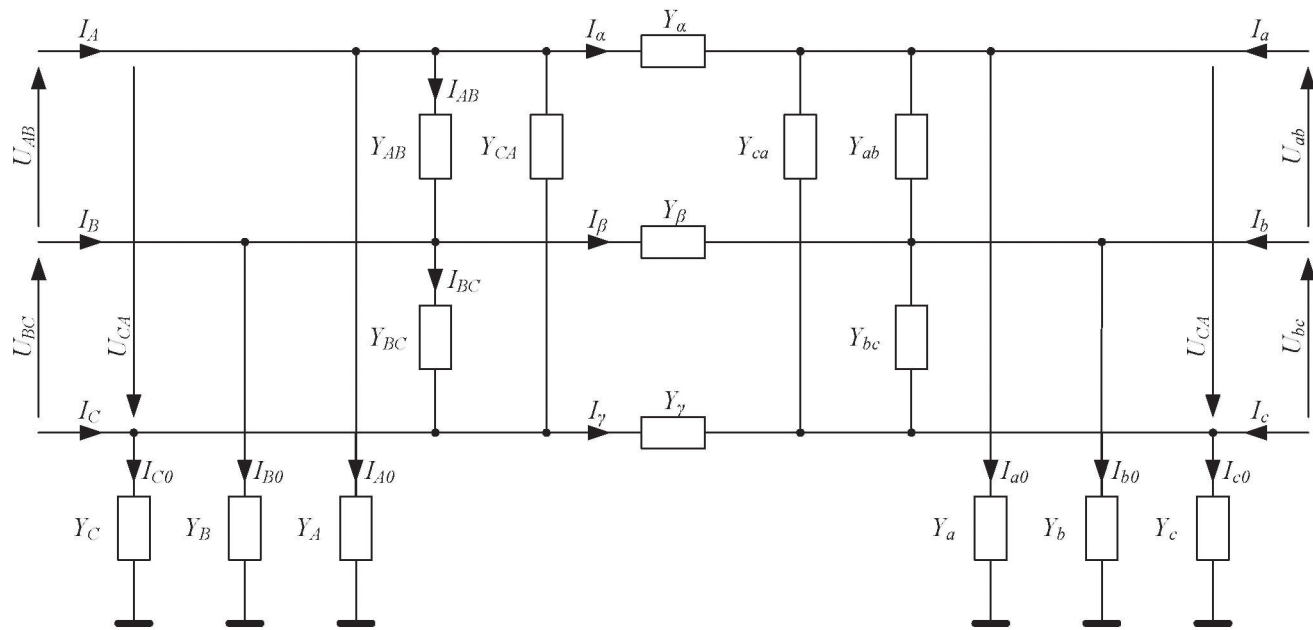 I_A I_α Y_α I_a
I_AB
U_AB Y_AB Y_CA Y_ca Y_ab U_ab
I_B I_β Y_β I_b
I_BC
U_BC U_CA Y_BC Y_bc U_CA U_bc
I_C I_γ Y_γ I_c
I_C0 I_B0 I_A0 I_a0 I_b0 I_c0
Y_C Y_B Y_A Y_a Y_b Y_c